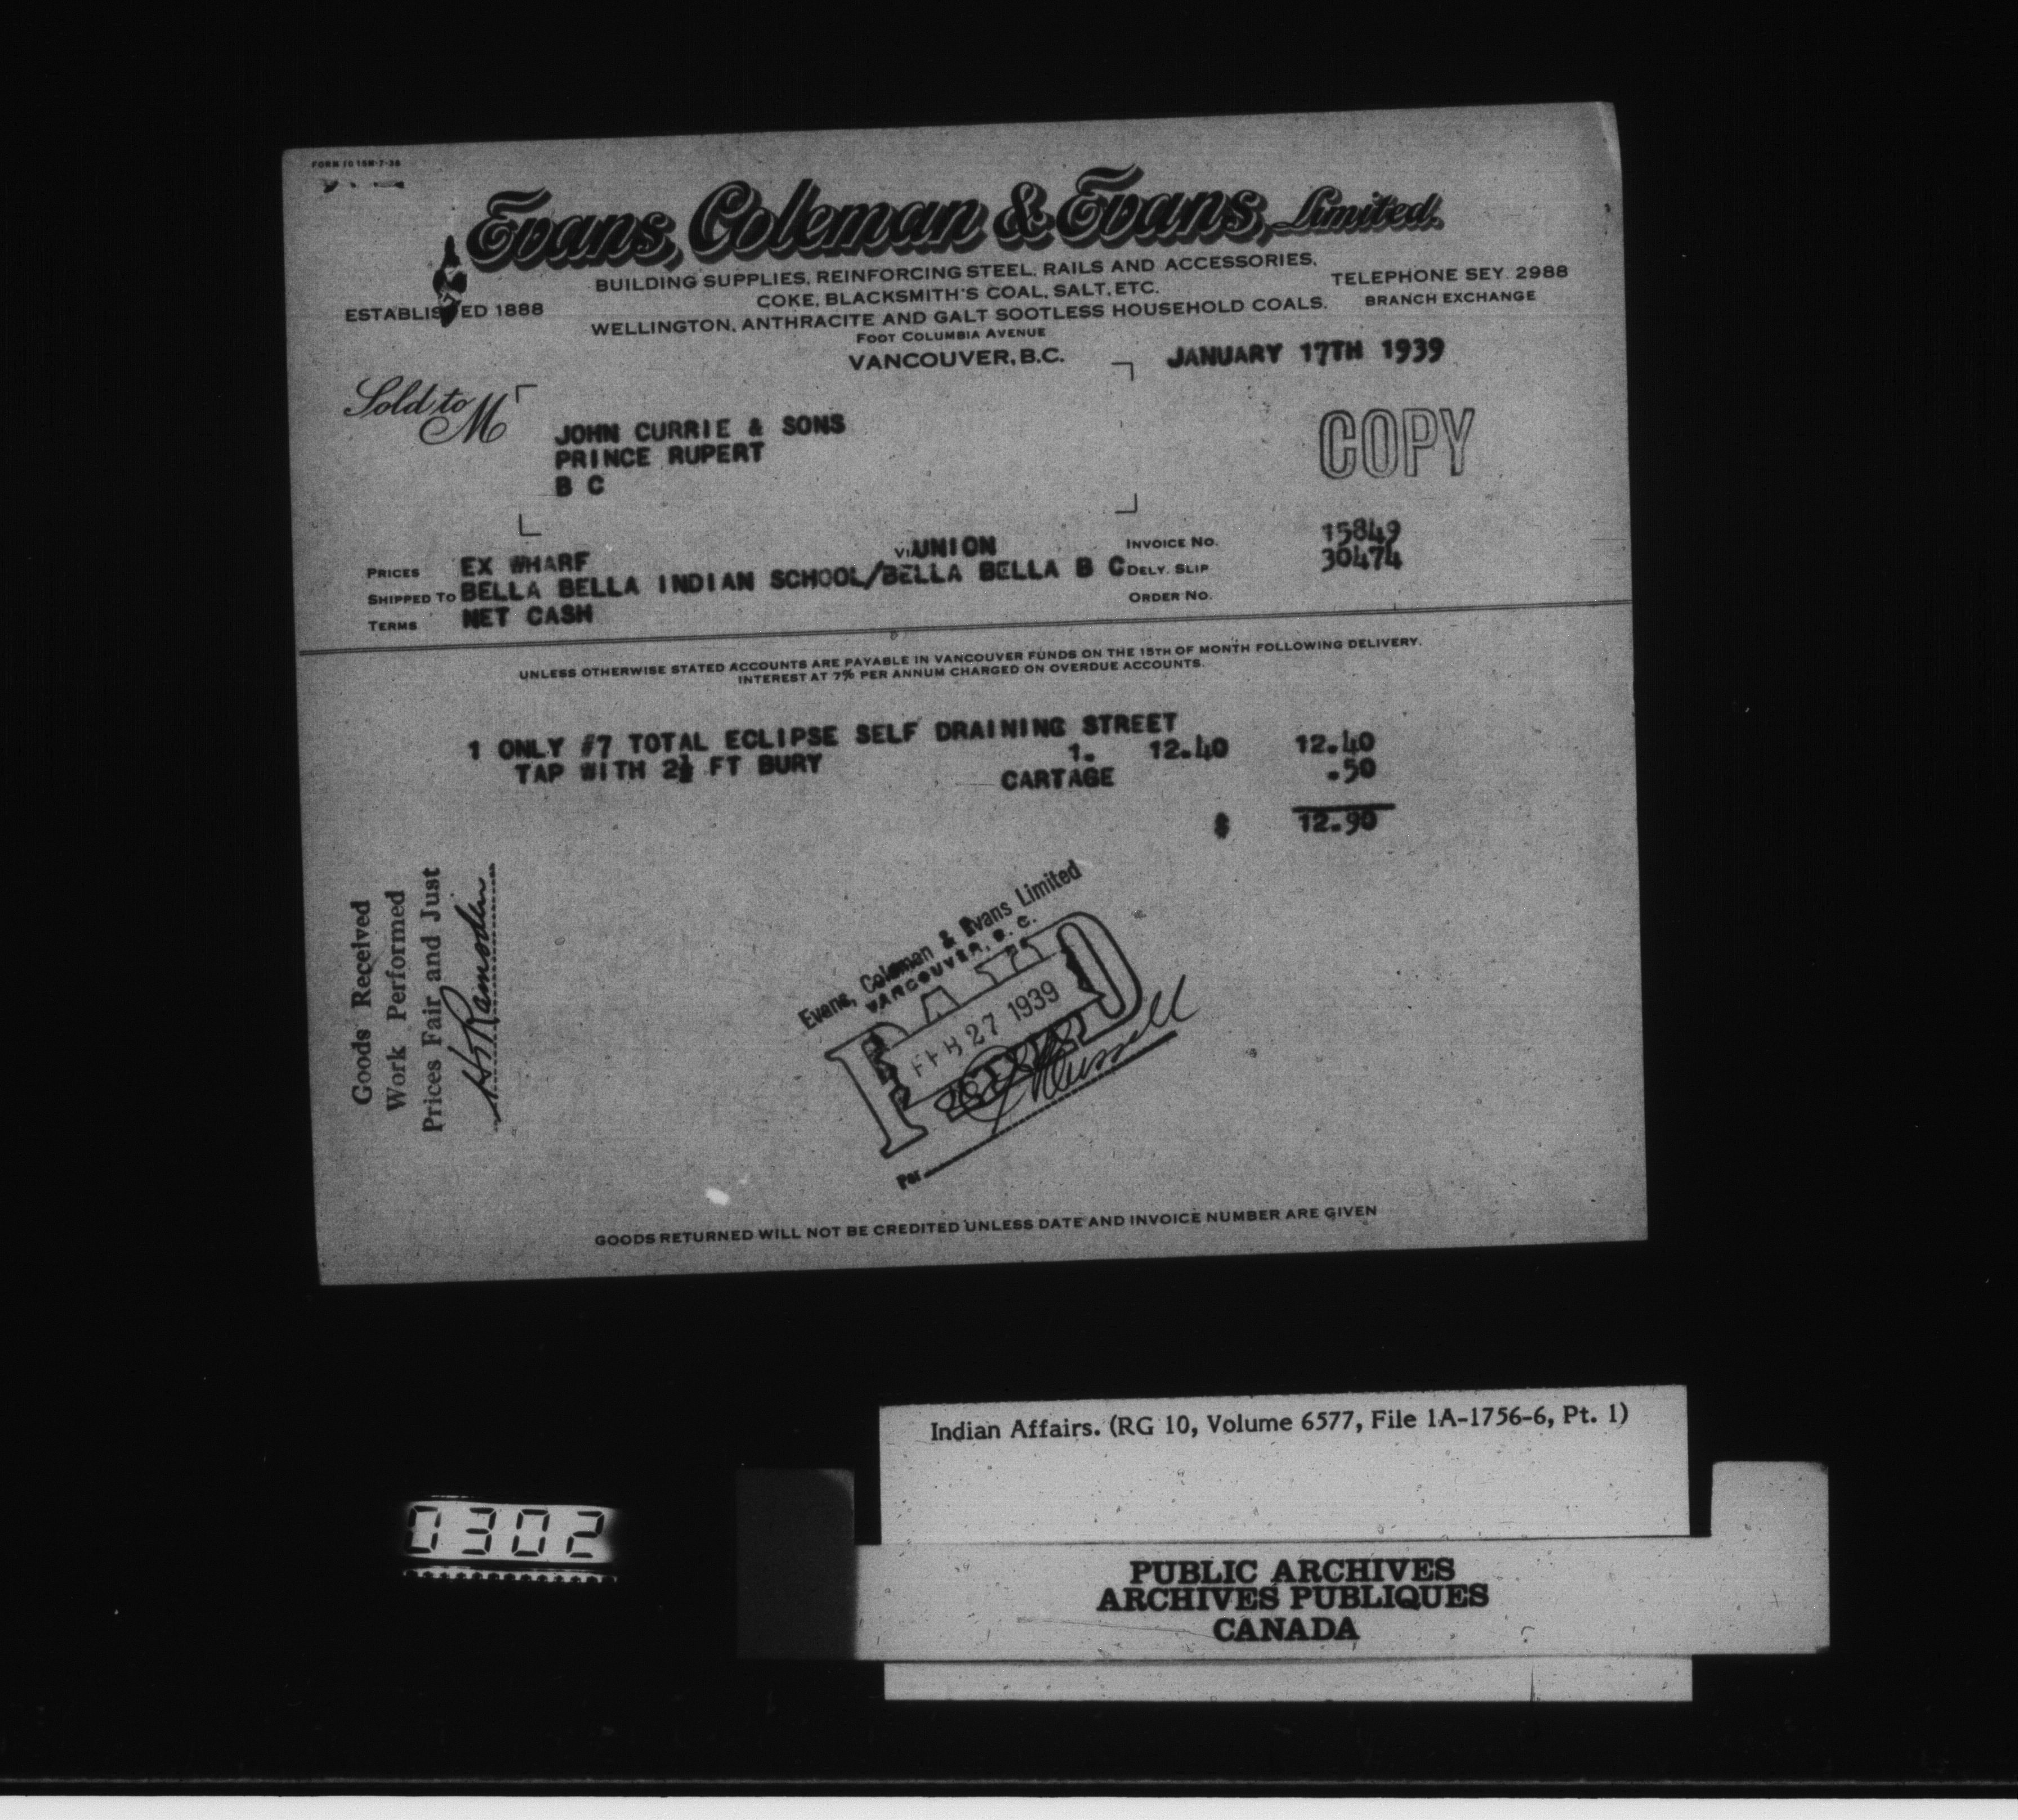 FORM 10 15M-7-38
Evans, Coleman & Evans, Limited.
BUILDING SUPPLIES, REINFORCING STEEL, RAILS AND ACCESSORIES,
COKE, BLACKSMITH'S COAL, SALT, ETC.
WELLINGTON, ANTHRACITE AND GALT SOOTLESS HOUSEHOLD COALS.
ESTABLISHED 1888
TELEPHONE SEY. 2988
BRANCH EXCHANGE
FOOT COLUMBIA AVENUE
VANCOUVER, B.C.
JANUARY 17TH 1939
Sold to M
JOHN CURRIE & SONS
PRINCE RUPERT
B C
COPY
PRICES EX WHARF VIA UNION INVOICE NO. 15849
SHIPPED TO BELLA BELLA INDIAN SCHOOL/BELLA BELLA B C DELY. SLIP 30474
TERMS NET CASH ORDER NO.
UNLESS OTHERWISE STATED ACCOUNTS ARE PAYABLE IN VANCOUVER FUNDS ON THE 15TH OF MONTH FOLLOWING DELIVERY.
INTEREST AT 7% PER ANNUM CHARGED ON OVERDUE ACCOUNTS.
1 ONLY #7 TOTAL ECLIPSE SELF DRAINING STREET
TAP WITH 2½ FT BURY 1. 12.40 12.40
CARTAGE .50
$ 12.90
Goods Received
Work Performed
Prices Fair and Just
Evans, Coleman & Evans Limited
VANCOUVER, B. C.
PAID
FEB 27 1939
Per
GOODS RETURNED WILL NOT BE CREDITED UNLESS DATE AND INVOICE NUMBER ARE GIVEN
Indian Affairs. (RG 10, Volume 6577, File 1A-1756-6, Pt. 1)
0302
PUBLIC ARCHIVES
ARCHIVES PUBLIQUES
CANADA